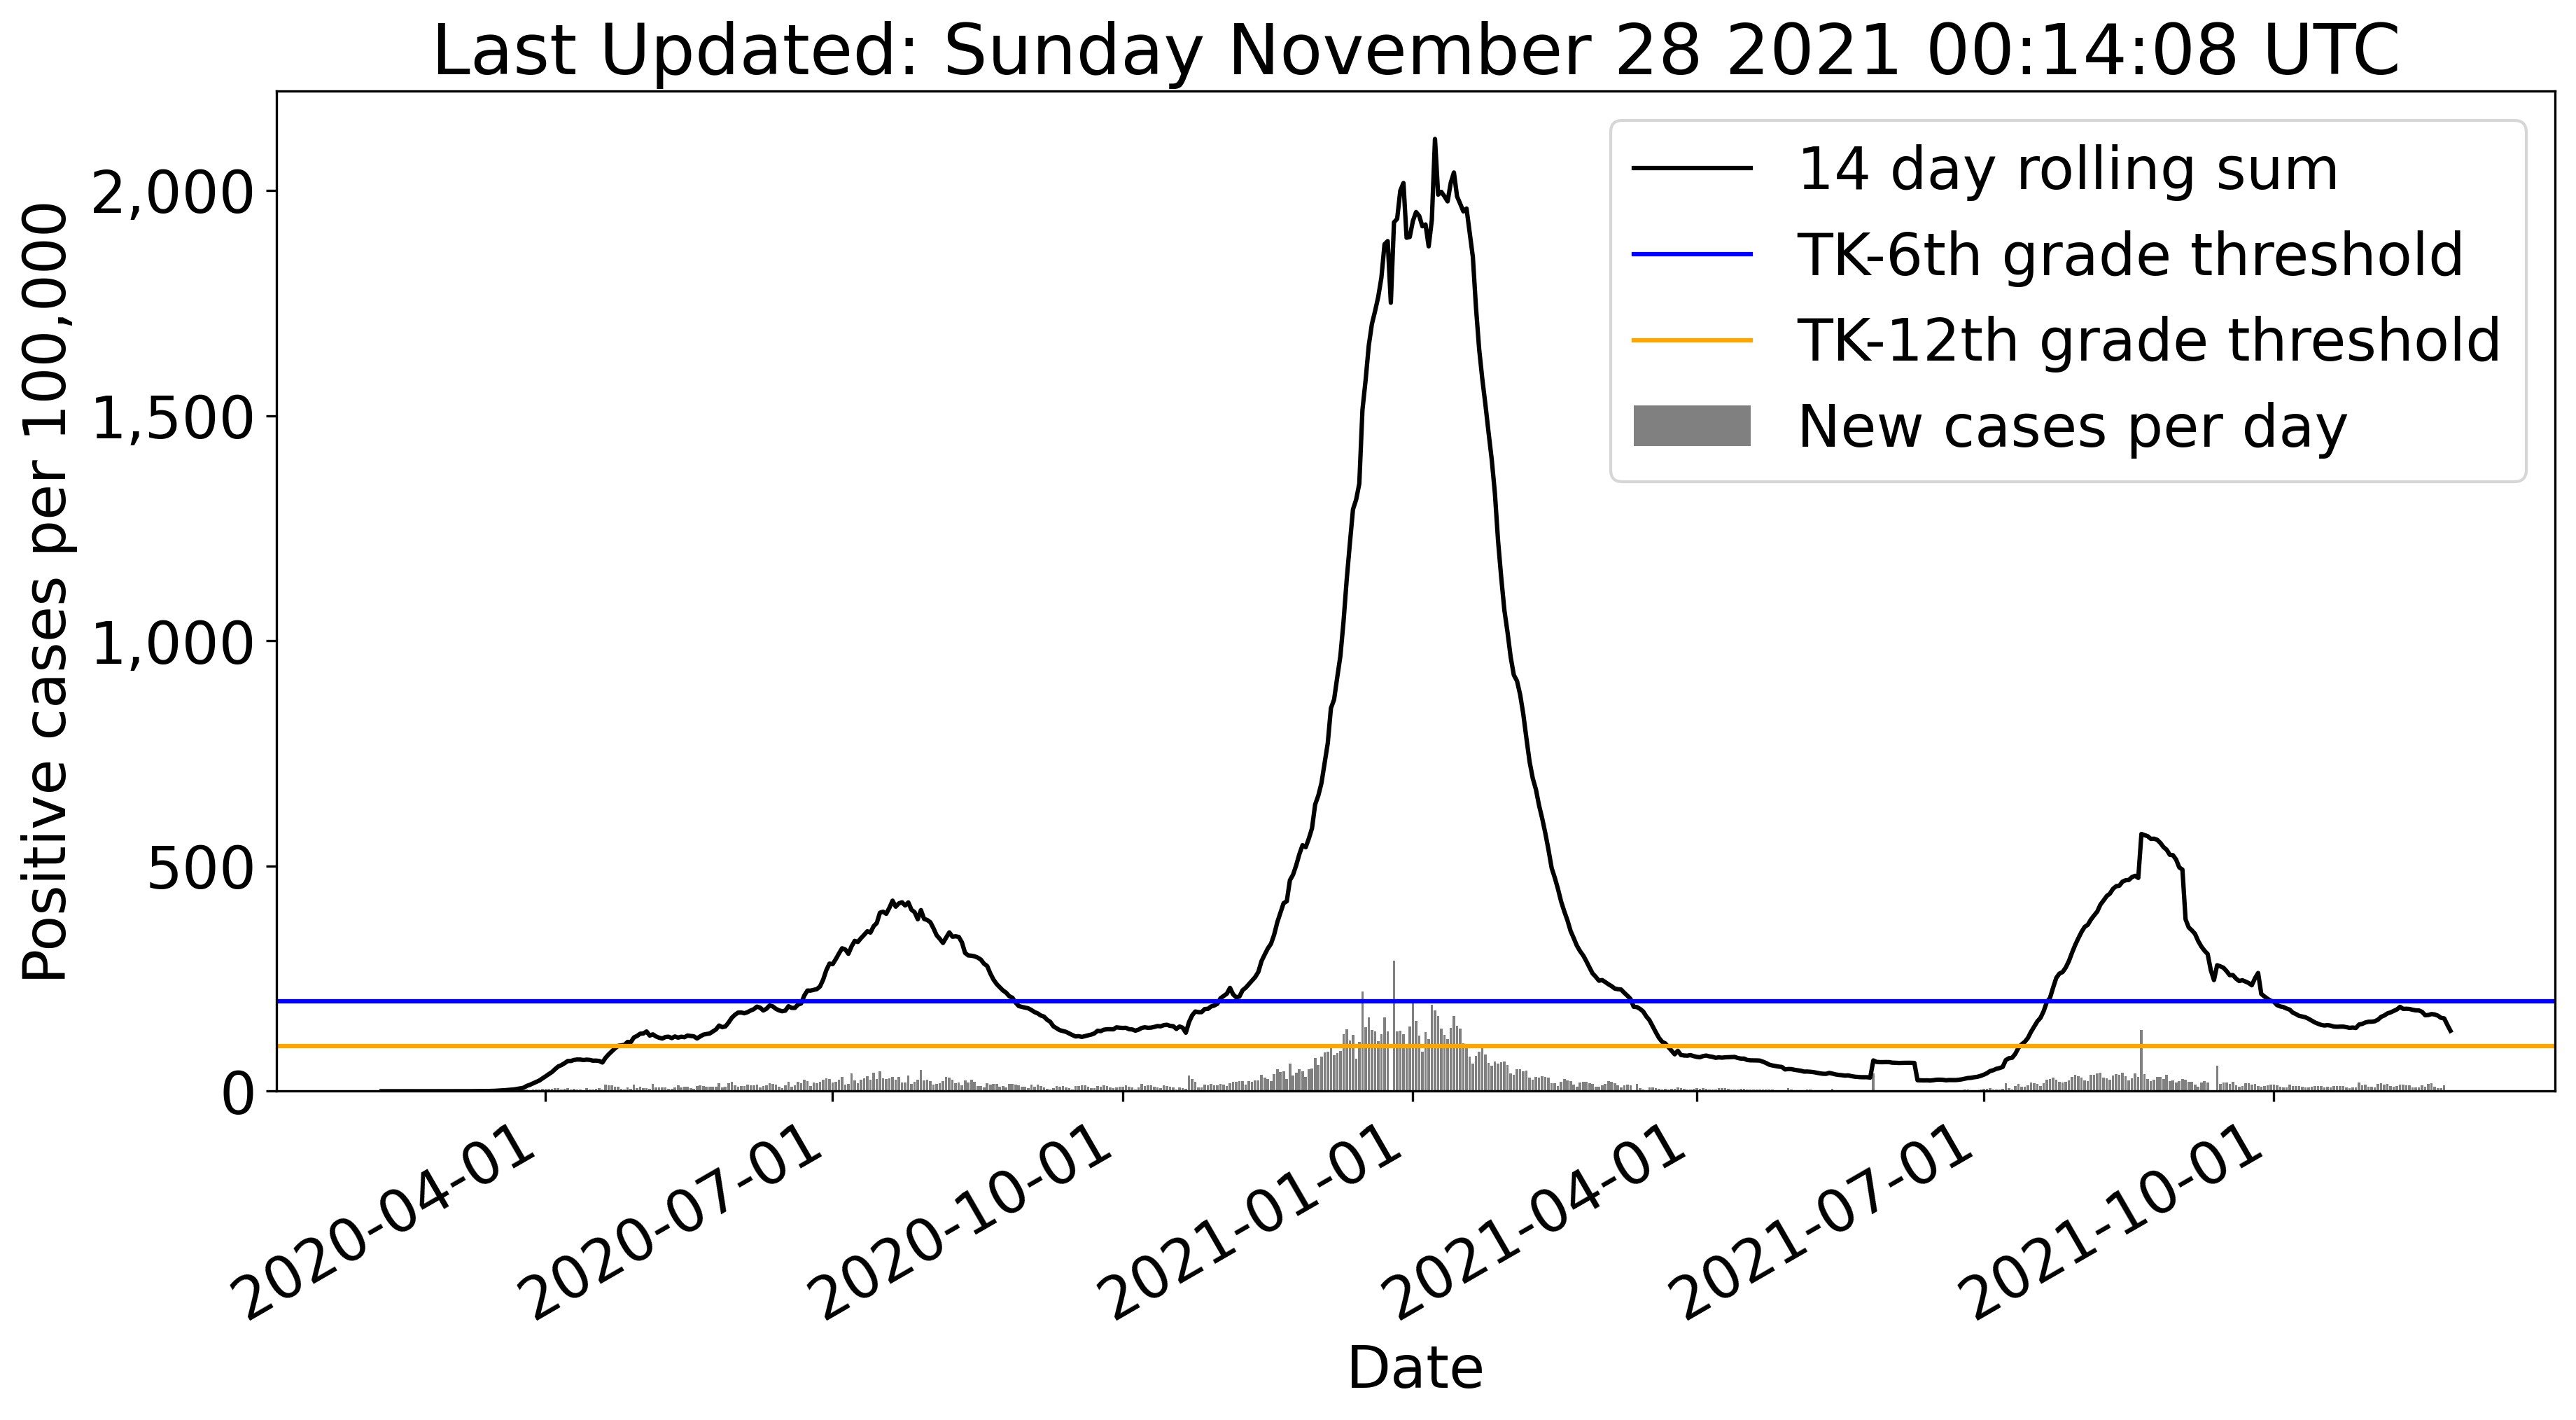 Last Updated: Sunday November 28 2021 00:14:08 UTC
Positive cases per 100,000
2,000
1,500
1,000
500
0
14 day rolling sum
TK-6th grade threshold
TK-12th grade threshold
New cases per day
2020-04-01
2020-07-01
2020-10-01
2021-01-01
2021-04-01
2021-07-01
2021-10-01
Date